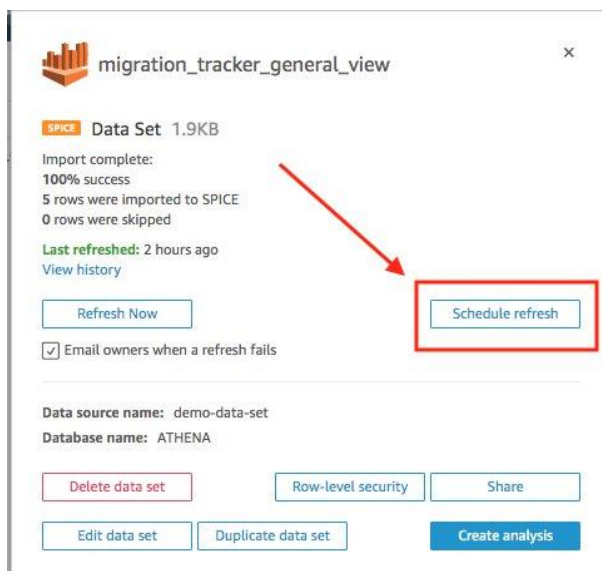 migration_tracker_general_view
SPICE Data Set 1.9KB
Import complete:
100% success
5 rows were imported to SPICE
0 rows were skipped
Last refreshed: 2 hours ago
View history
Refresh Now Schedule refresh
Email owners when a refresh fails
Data source name: demo-data-set
Database name: ATHENA
Delete data set Row-level security Share
Edit data set Duplicate data set Create analysis